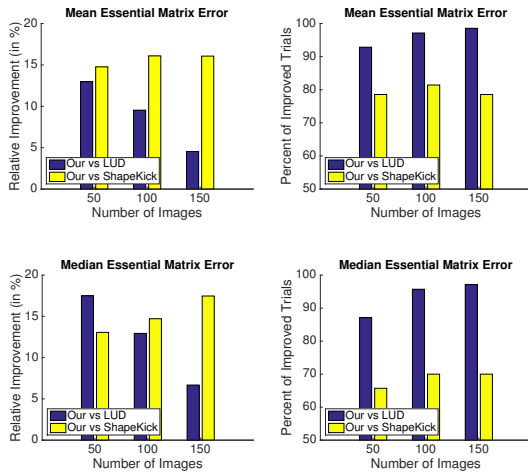 Mean Essential Matrix Error
Relative Improvement (in %)
20
15
10
5
0
Our vs LUD
Our vs ShapeKick
50 100 150
Number of Images
Mean Essential Matrix Error
Percent of Improved Trials
100
90
80
70
60
50
Our vs LUD
Our vs ShapeKick
50 100 150
Number of Images
Median Essential Matrix Error
Relative Improvement (in %)
20
15
10
5
0
Our vs LUD
Our vs ShapeKick
50 100 150
Number of Images
Median Essential Matrix Error
Percent of Improved Trials
100
90
80
70
60
50
Our vs LUD
Our vs ShapeKick
50 100 150
Number of Images